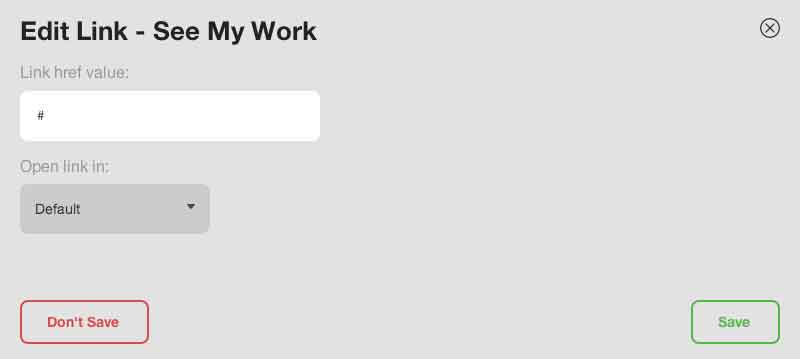 Edit Link - See My Work
Link href value:
#
Open link in:
Default
Don't Save
Save